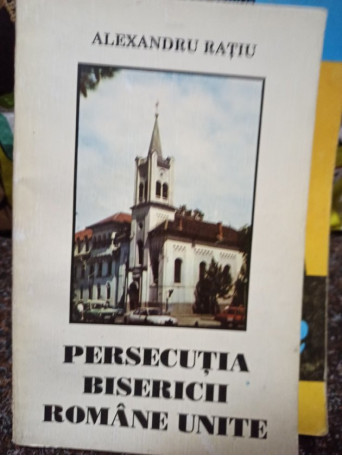 ALEXANDRU RAȚIU
PERSECUȚIA
BISERICII
ROMÂNE UNITE